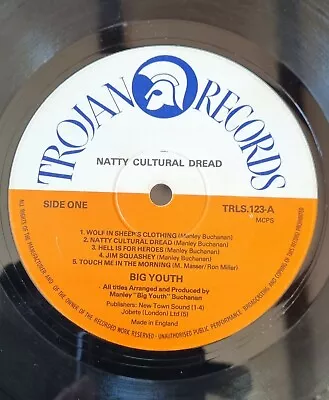 TROJAN RECORDS
NATTY CULTURAL DREAD
SIDE ONE
TRLS.123-A
MCPS
1. WOLF IN SHEEP'S CLOTHING (Manley Buchanan)
2. NATTY CULTURAL DREAD (Manley Buchanan)
3. HELL IS FOR HEROES (Manley Buchanan)
4. JIM SQUASHEY (Manley Buchanan)
5. TOUCH ME IN THE MORNING (M. Masser/Ron Miller)
BIG YOUTH
All titles Arranged and Produced by
Manley "Big Youth" Buchanan
Publishers: New Town Sound (1-4)
Jobete (London) Ltd (5)
Made in England
ALL RIGHTS OF THE MANUFACTURER AND OF THE OWNER OF THE RECORDED WORK RESERVED - UNAUTHORISED PUBLIC PERFORMANCE, BROADCASTING AND COPYING OF THIS RECORD PROHIBITED